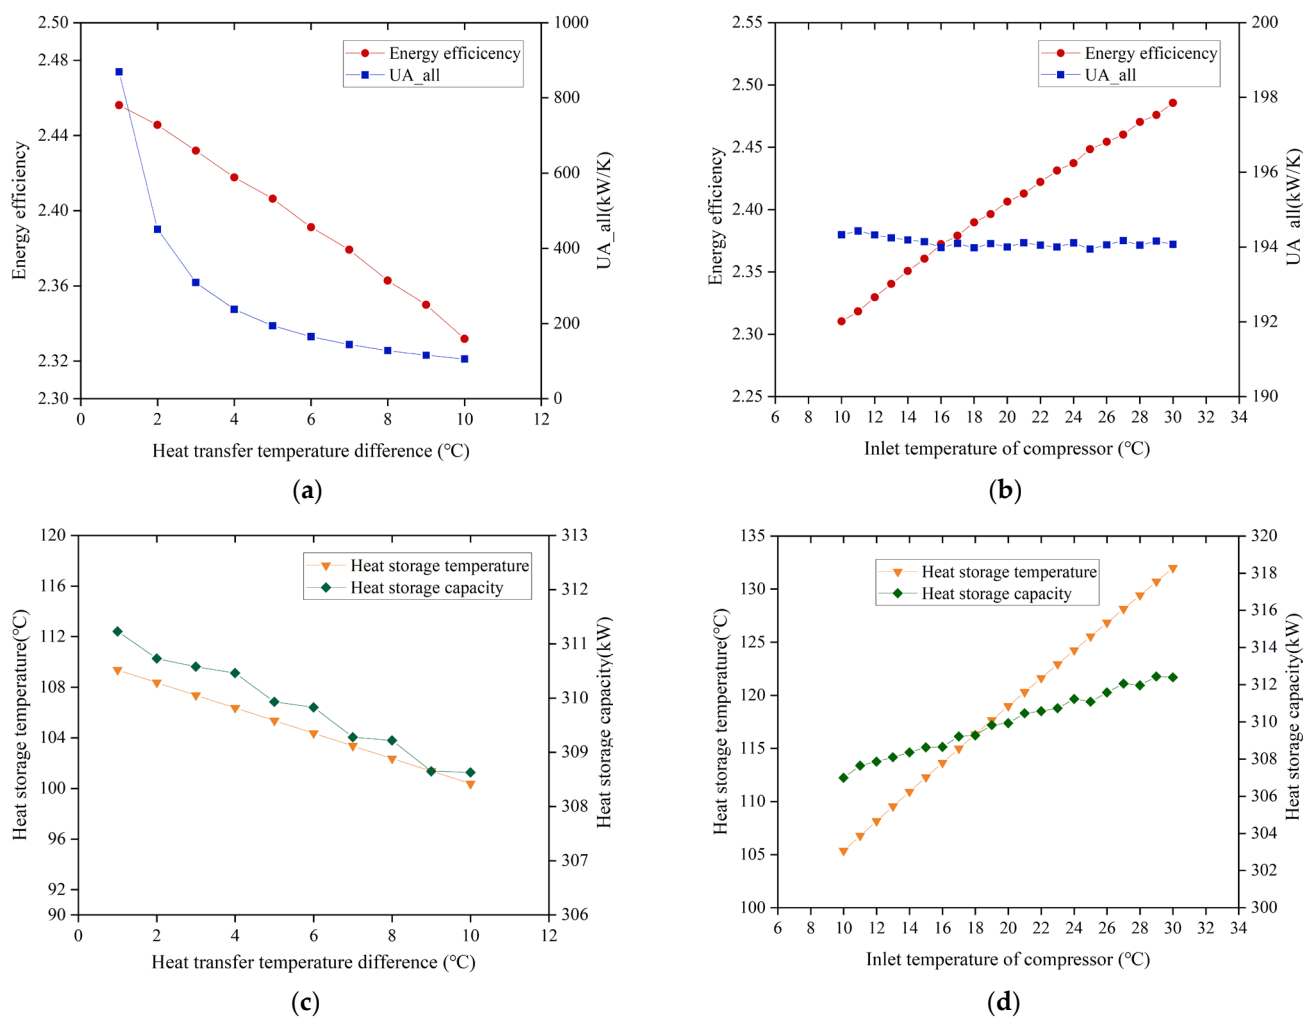 2.50
2.48
2.44
2.40
2.36
2.32
2.30
Energy efficiency
1000
800
600
400
200
0
UA_all(kW/K)
Energy efficicency
UA_all
0 2 4 6 8 10 12
Heat transfer temperature difference (℃)
(a)
2.55
2.50
2.45
2.40
2.35
2.30
2.25
Energy efficiency
200
198
196
194
192
190
UA_all(kW/K)
Energy efficicency
UA_all
6 8 10 12 14 16 18 20 22 24 26 28 30 32 34
Inlet temperature of compressor (℃)
(b)
120
116
112
108
104
100
96
92
90
Heat storage temperature(℃)
313
312
311
310
309
308
307
306
Heat storage capacity(kW)
Heat storage temperature
Heat storage capacity
0 2 4 6 8 10 12
Heat transfer temperature difference (℃)
(c)
135
130
125
120
115
110
105
100
Heat storage temperature(℃)
320
318
316
314
312
310
308
306
304
302
300
Heat storage capacity(kW)
Heat storage temperature
Heat storage capacity
6 8 10 12 14 16 18 20 22 24 26 28 30 32 34
Inlet temperature of compressor (℃)
(d)